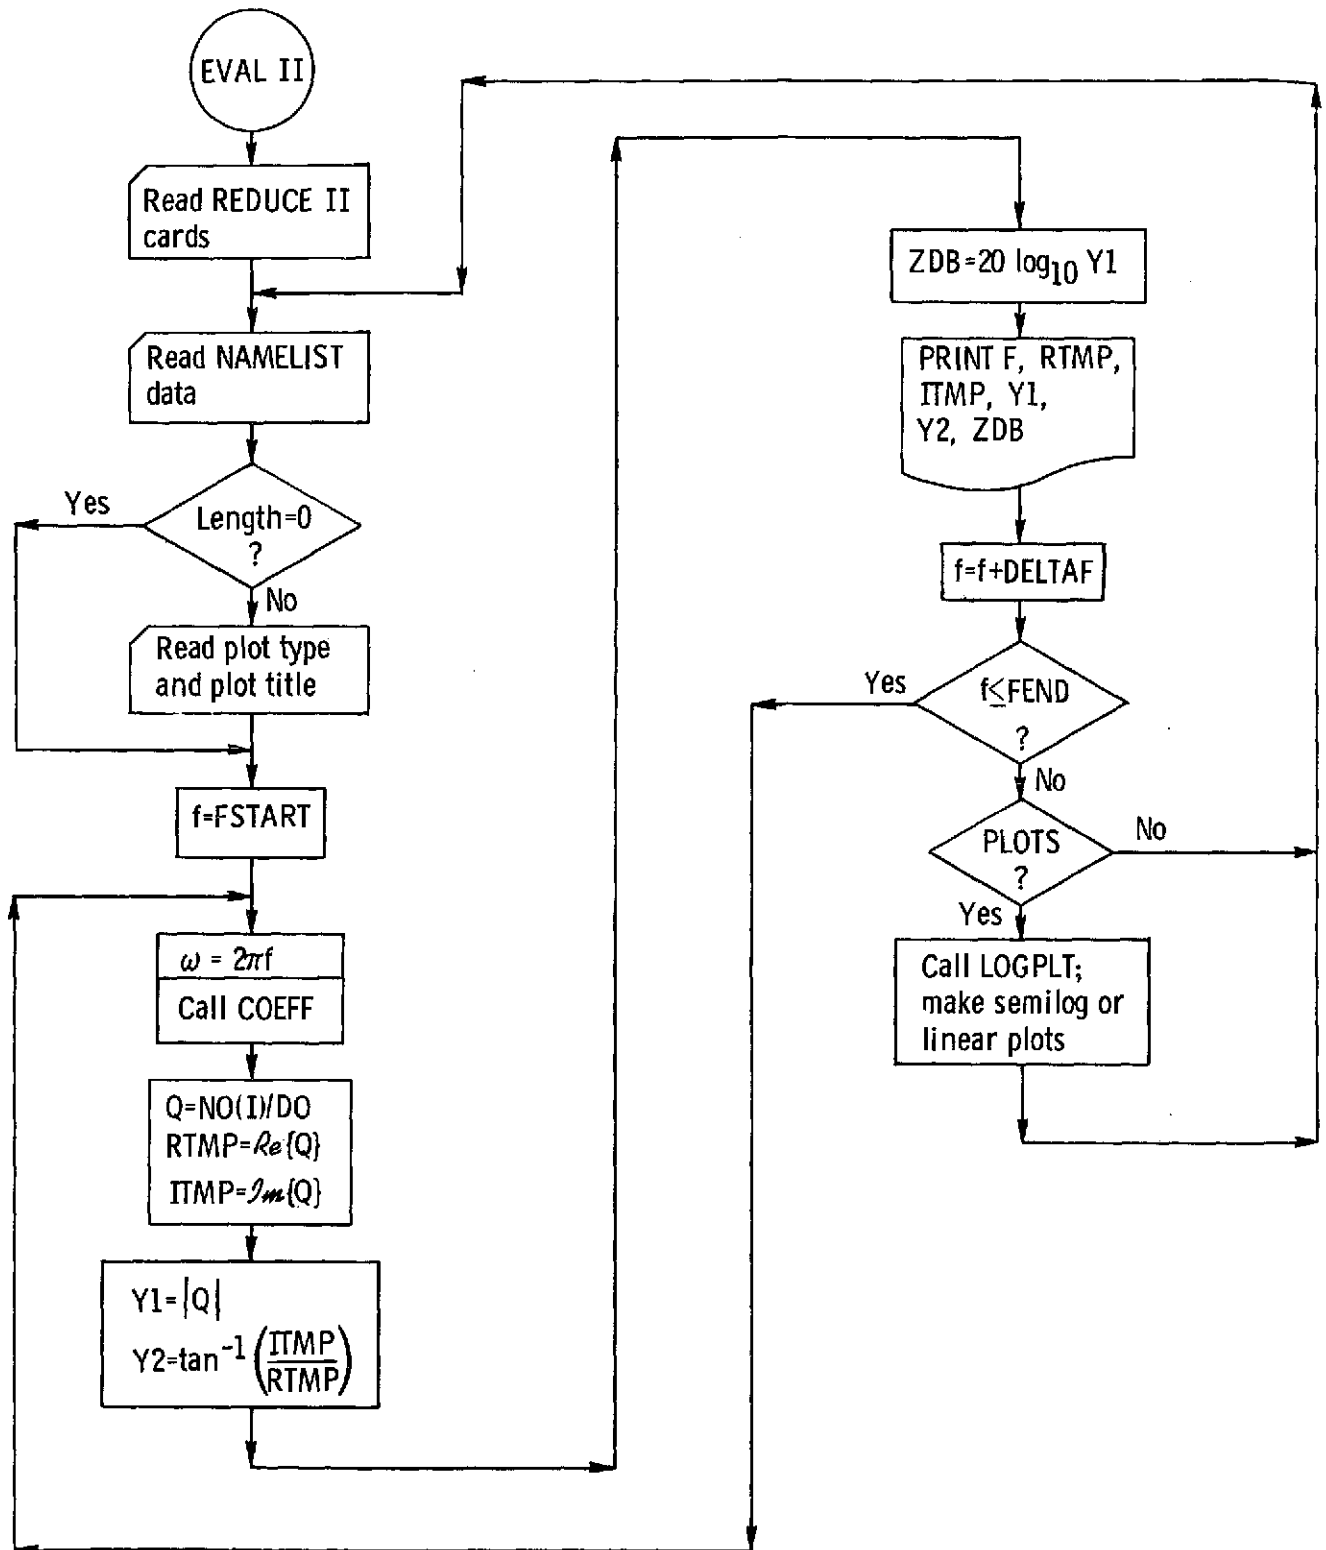 EVAL II
Read REDUCE II
cards
Read NAMELIST
data
Yes
Length=0
?
No
Read plot type
and plot title
f=FSTART
ω = 2πf
Call COEFF
Q=NO(I)/DO
RTMP=Re{Q}
ITMP=Im{Q}
Y1=|Q|
Y2=tan⁻¹(ITMP/RTMP)
ZDB=20 log₁₀ Y1
PRINT F, RTMP,
ITMP, Y1,
Y2, ZDB
f=f+DELTAF
Yes
f≤FEND
?
No
PLOTS
?
No
Yes
Call LOGPLT;
make semilog or
linear plots